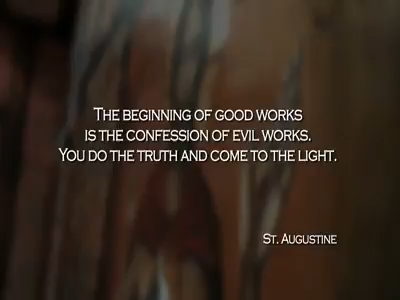 The beginning of good works
is the confession of evil works.
You do the truth and come to the light.
St. Augustine